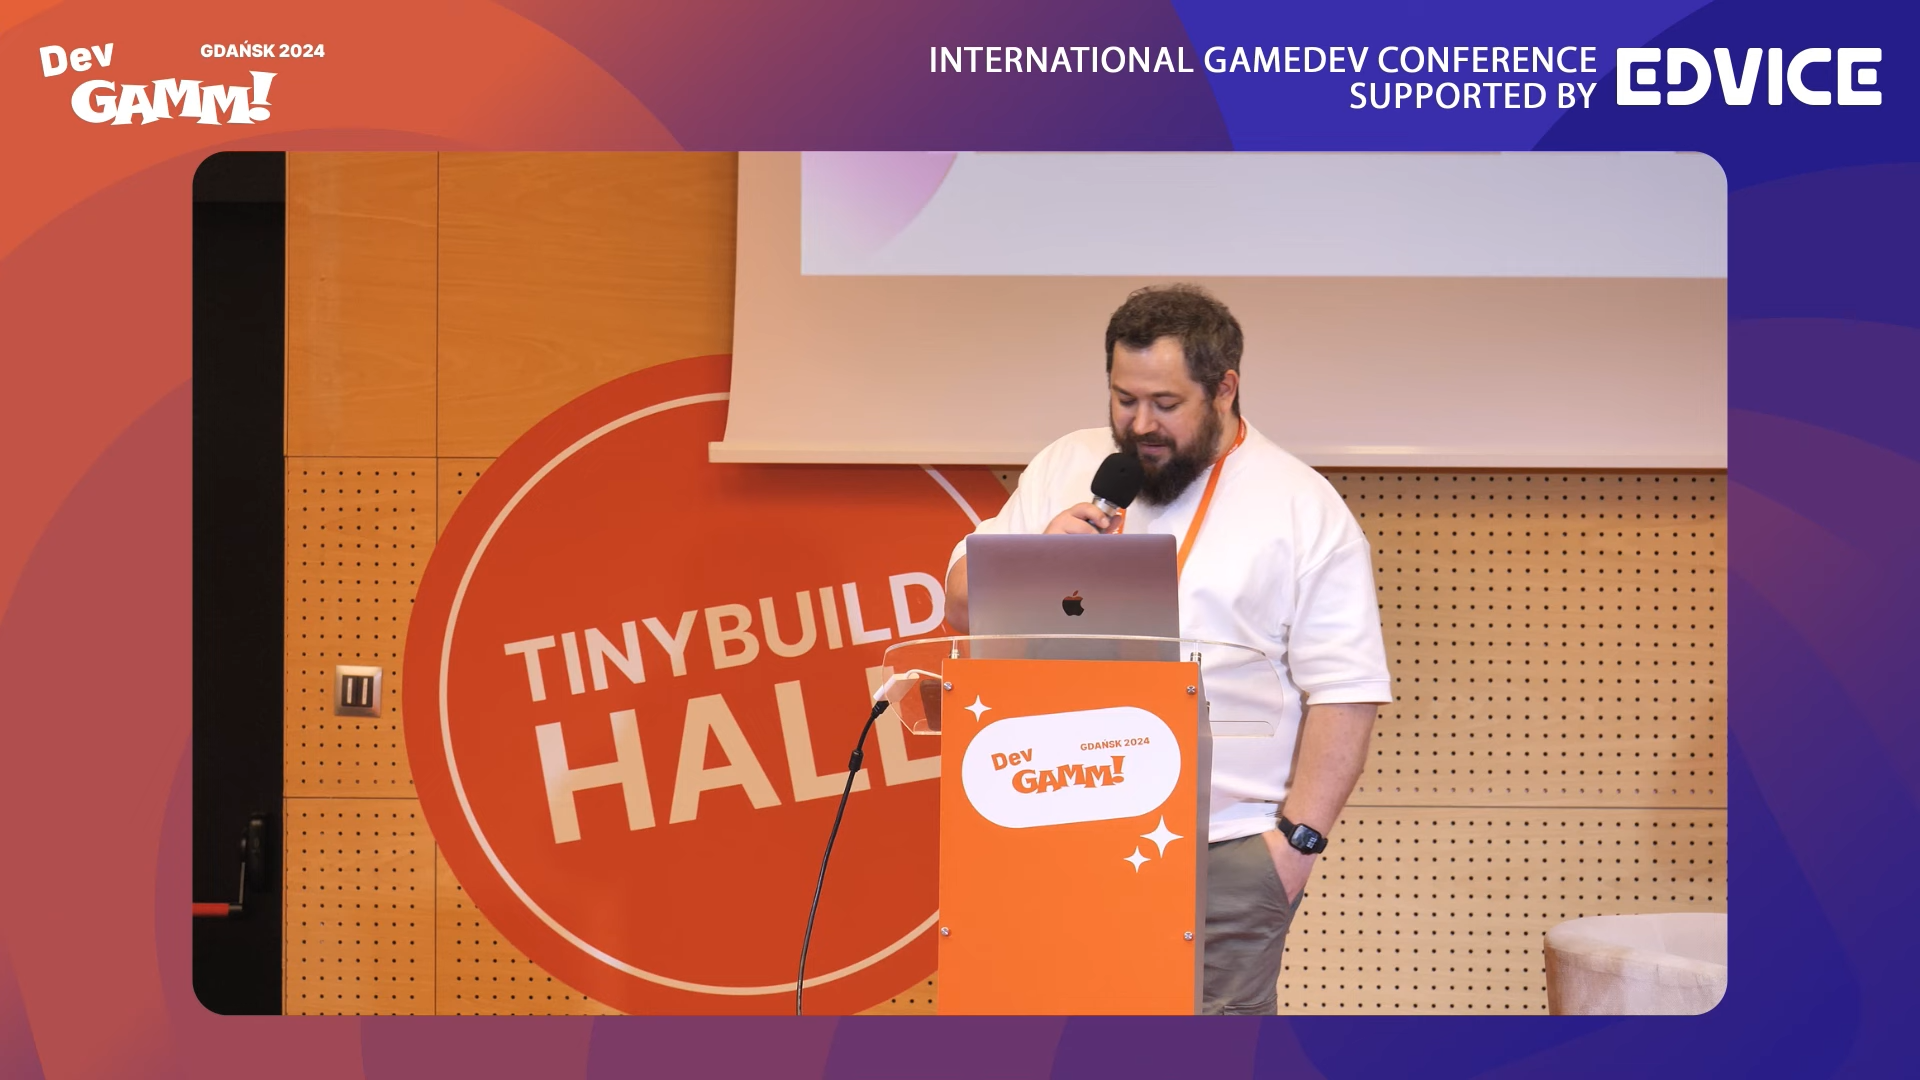 Dev
GAMM!
GDAŃSK 2024
INTERNATIONAL GAMEDEV CONFERENCE
SUPPORTED BY
EDVICE
TINYBUILD
HALL
Dev
GAMM!
GDAŃSK 2024